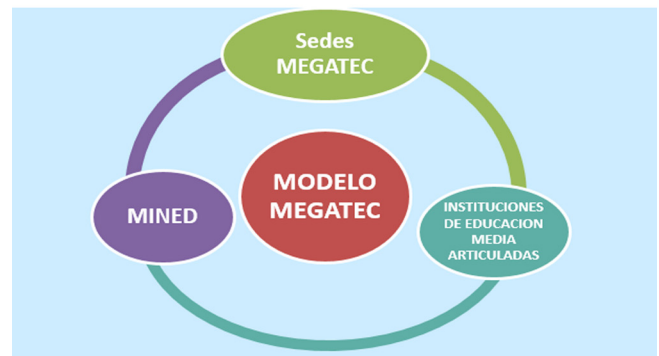 Sedes
MEGATEC
MODELO
MEGATEC
MINED
INSTITUCIONES
DE EDUCACION
MEDIA
ARTICULADAS